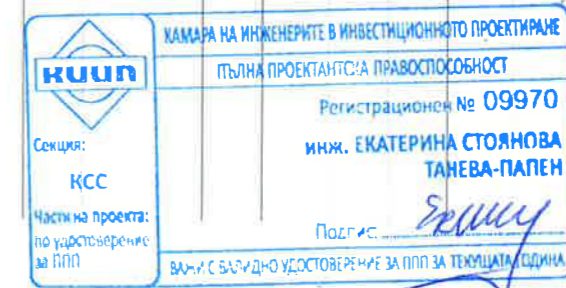 КАМАРА НА ИНЖЕНЕРИТЕ В ИНВЕСТИЦИОННОТО ПРОЕКТИРАНЕ
КИИП
ПЪЛНА ПРОЕКТАНТСКА ПРАВОСПОСОБНОСТ
Регистрационен № 09970
Секция:
КСС
инж. ЕКАТЕРИНА СТОЯНОВА
ТАНЕВА-ПАПЕН
Части на проекта:
по удостоверение
за ППП
Подпис
ВАЖИ С ВАЛИДНО УДОСТОВЕРЕНИЕ ЗА ППП ЗА ТЕКУЩАТА ГОДИНА